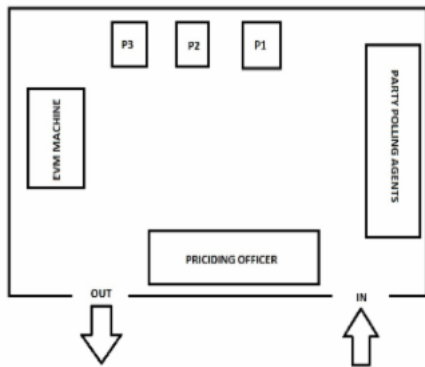 P3
P2
P1
EVM MACHINE
PARTY POLLING AGENTS
PRICIDING OFFICER
OUT
IN